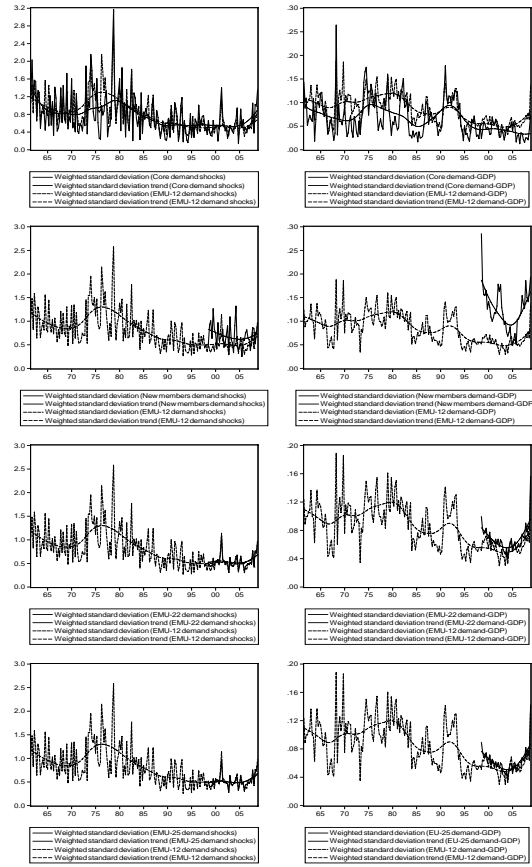 3.2
2.8
2.4
2.0
1.6
1.2
0.8
0.4
0.0
65 70 75 80 85 90 95 00 05
Weighted standard deviation (Core demand shocks)
Weighted standard deviation trend (Core demand shocks)
Weighted standard deviation (EMU-12 demand shocks)
Weighted standard deviation trend (EMU-12 demand shocks)
.30
.25
.20
.15
.10
.05
.00
65 70 75 80 85 90 95 00 05
Weighted standard deviation (Core demand-GDP)
Weighted standard deviation trend (Core demand-GDP)
Weighted standard deviation (EMU-12 demand-GDP)
Weighted standard deviation trend (EMU-12 demand-GDP)
3.0
2.5
2.0
1.5
1.0
0.5
0.0
65 70 75 80 85 90 95 00 05
Weighted standard deviation (New members demand shocks)
Weighted standard deviation trend (New members demand shocks)
Weighted standard deviation (EMU-12 demand shocks)
Weighted standard deviation trend (EMU-12 demand shocks)
.30
.25
.20
.15
.10
.05
.00
65 70 75 80 85 90 95 00 05
Weighted standard deviation (New members demand-GDP)
Weighted standard deviation trend (New members demand-GDP)
Weighted standard deviation (EMU-12 demand-GDP)
Weighted standard deviation trend (EMU-12 demand-GDP)
3.0
2.5
2.0
1.5
1.0
0.5
0.0
65 70 75 80 85 90 95 00 05
Weighted standard deviation (EMU-22 demand shocks)
Weighted standard deviation trend (EMU-22 demand shocks)
Weighted standard deviation (EMU-12 demand shocks)
Weighted standard deviation trend (EMU-12 demand shocks)
.20
.16
.12
.08
.04
.00
65 70 75 80 85 90 95 00 05
Weighted standard deviation (EMU-22 demand-GDP)
Weighted standard deviation trend (EMU-22 demand-GDP)
Weighted standard deviation (EMU-12 demand-GDP)
Weighted standard deviation trend (EMU-12 demand-GDP)
3.0
2.5
2.0
1.5
1.0
0.5
0.0
65 70 75 80 85 90 95 00 05
Weighted standard deviation (EMU-25 demand shocks)
Weighted standard deviation trend (EMU-25 demand shocks)
Weighted standard deviation (EMU-12 demand shocks)
Weighted standard deviation trend (EMU-12 demand shocks)
.20
.16
.12
.08
.04
.00
65 70 75 80 85 90 95 00 05
Weighted standard deviation (EU-25 demand-GDP)
Weighted standard deviation trend (EU-25 demand-GDP)
Weighted standard deviation (EMU-12 demand-GDP)
Weighted standard deviation trend (EMU-12 demand-GDP)